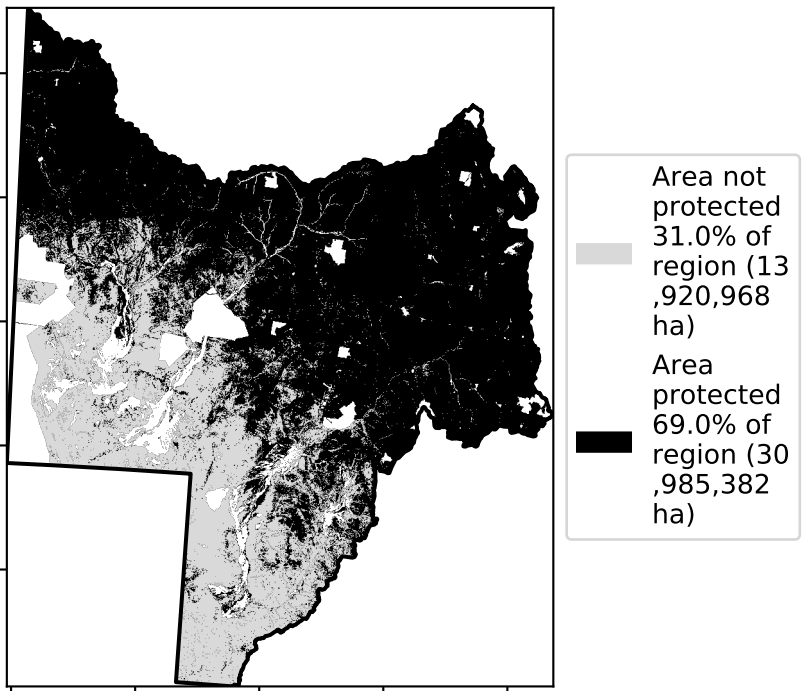 Area not
protected
31.0% of
region (13
,920,968
ha)
Area
protected
69.0% of
region (30
,985,382
ha)